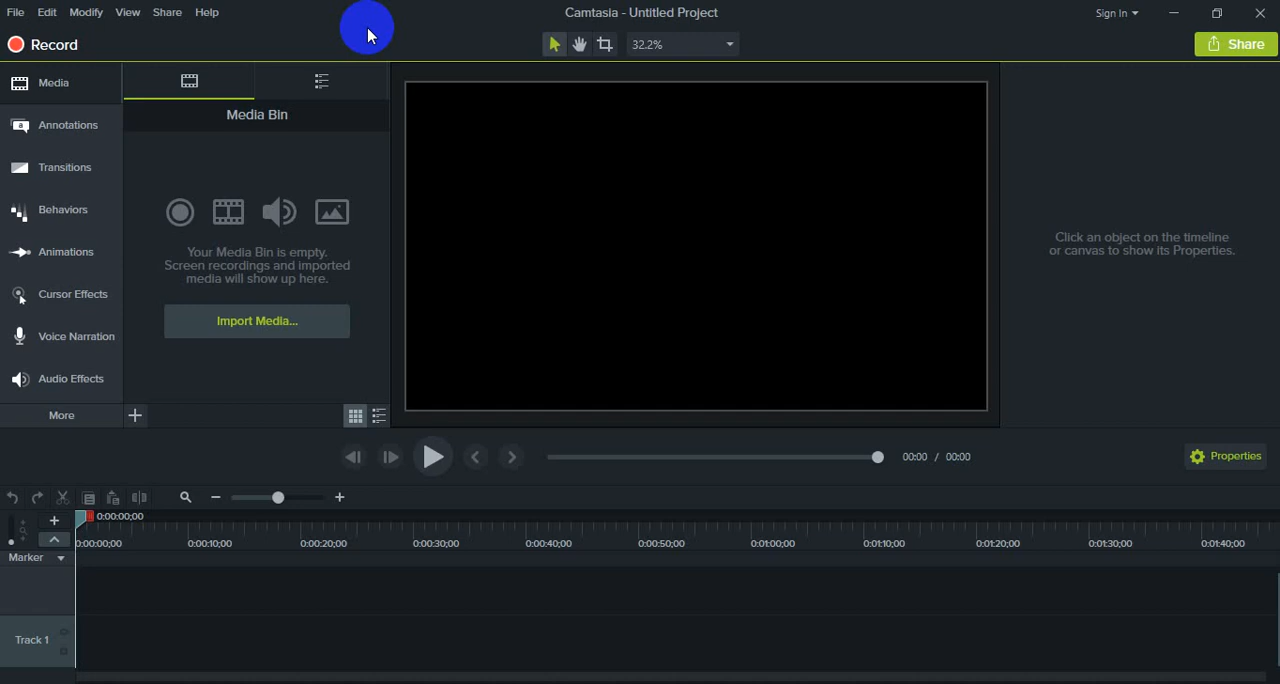 File Edit Modify View Share Help
Camtasia - Untitled Project
Sign In
Record
32.2%
Share
Media
Annotations
Transitions
Behaviors
Animations
Cursor Effects
Voice Narration
Audio Effects
More
Media Bin
Your Media Bin is empty.
Screen recordings and imported
media will show up here.
Import Media...
Click an object on the timeline
or canvas to show its Properties.
00:00 / 00:00
Properties
0:00:00;00
0:00:00;00 0:00:10;00 0:00:20;00 0:00:30;00 0:00:40;00 0:00:50;00 0:01:00;00 0:01:10;00 0:01:20;00 0:01:30;00 0:01:40;00
Marker
Track 1